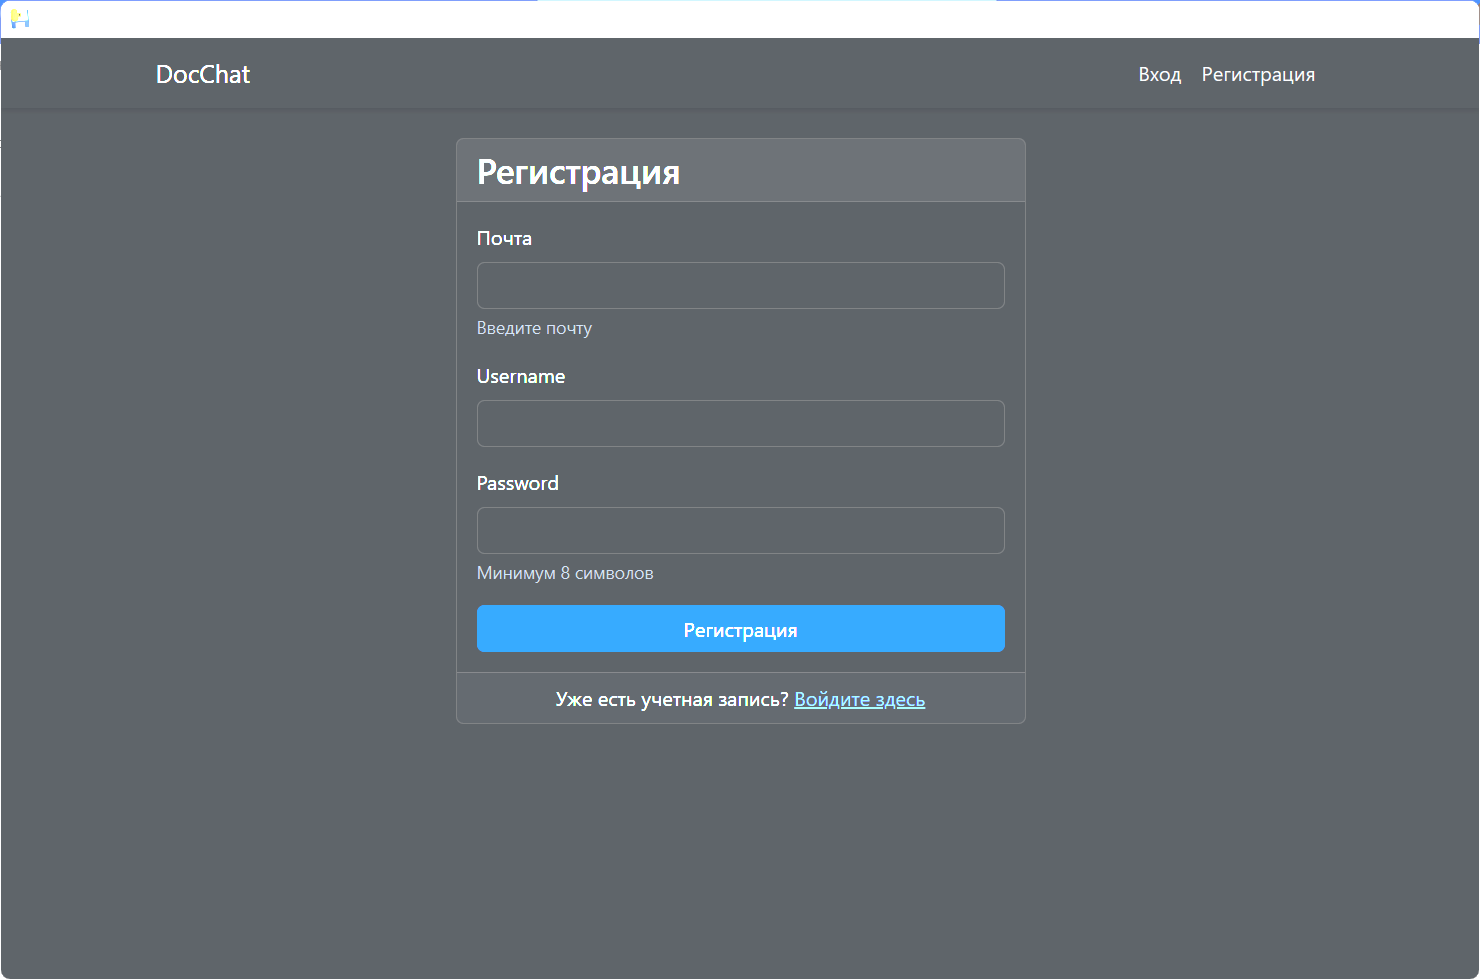 DocChat
Вход Регистрация
Регистрация
Почта
Введите почту
Username
Password
Минимум 8 символов
Регистрация
Уже есть учетная запись? Войдите здесь